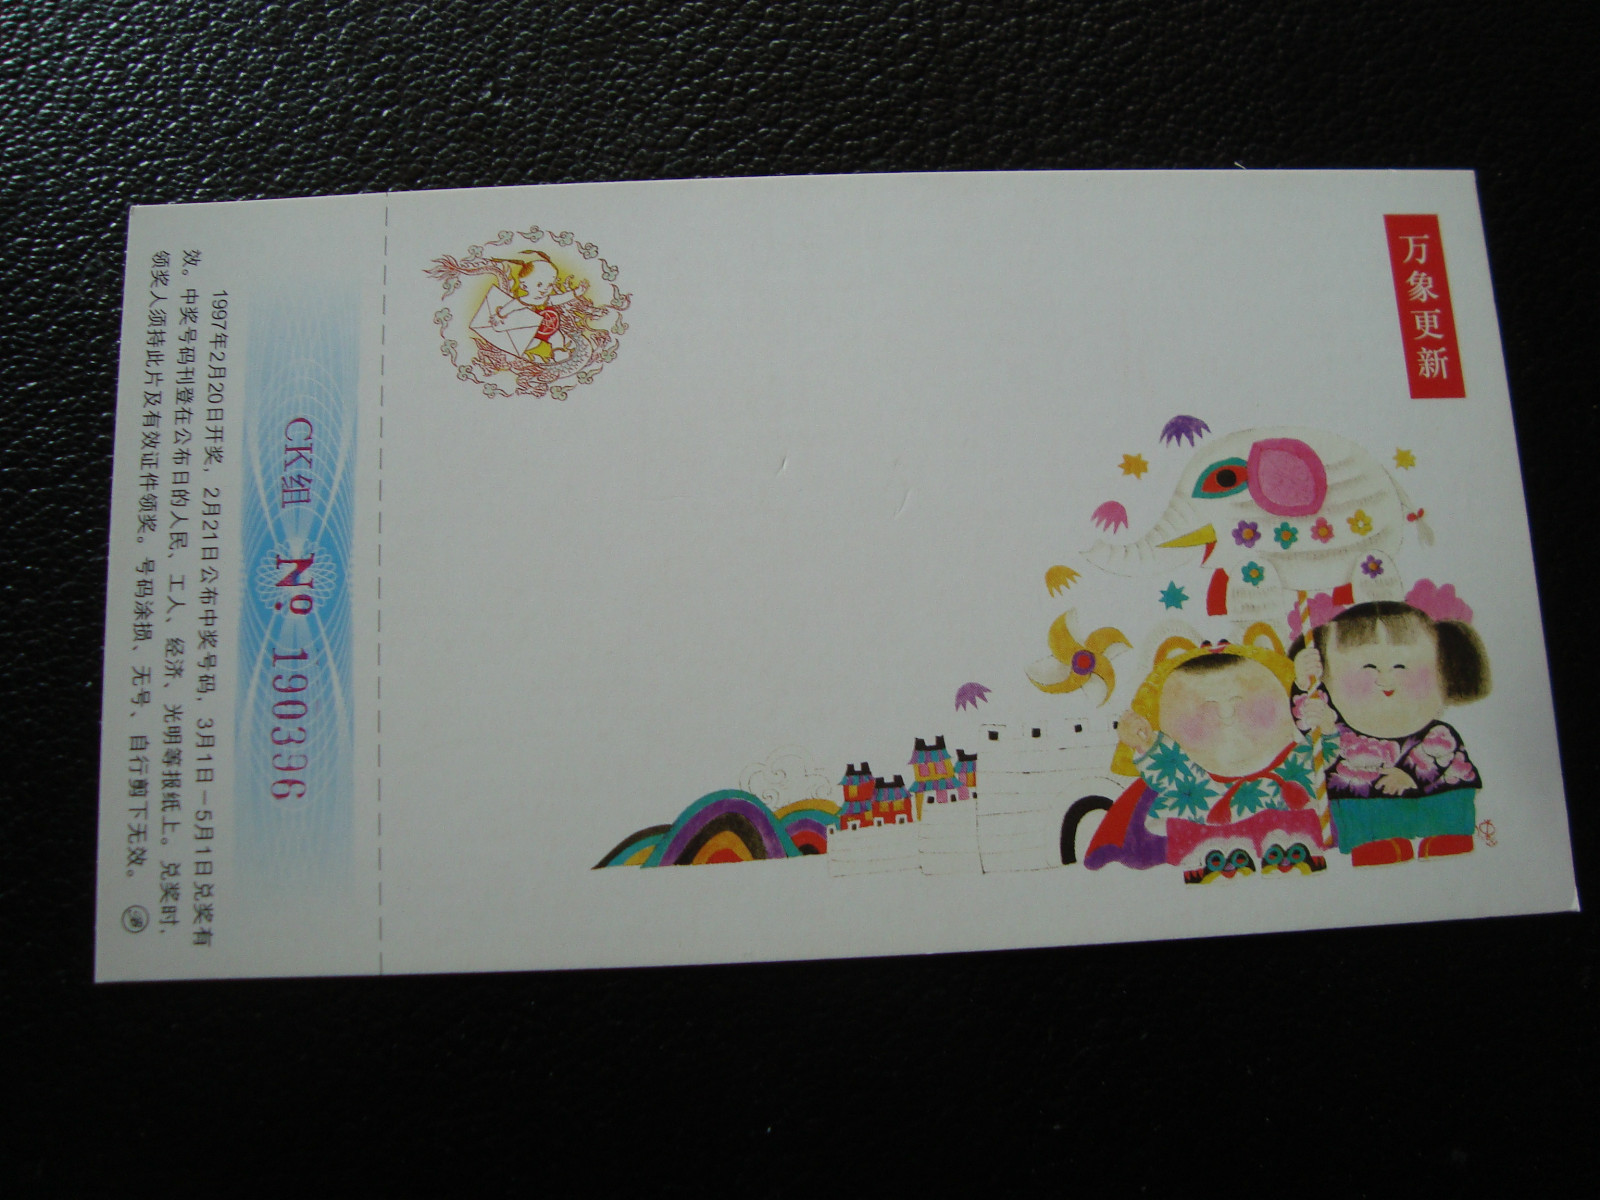 万象更新
CK组 № 1903396
1997年2月20日开奖，2月21日公布中奖号码，3月1日－5月1日兑奖有
效。中奖号码刊登在公布日的人民、工人、经济、光明等报纸上。兑奖时，
领奖人须持此片及有效证件领奖。号码涂损、无号、自行剪下无效。